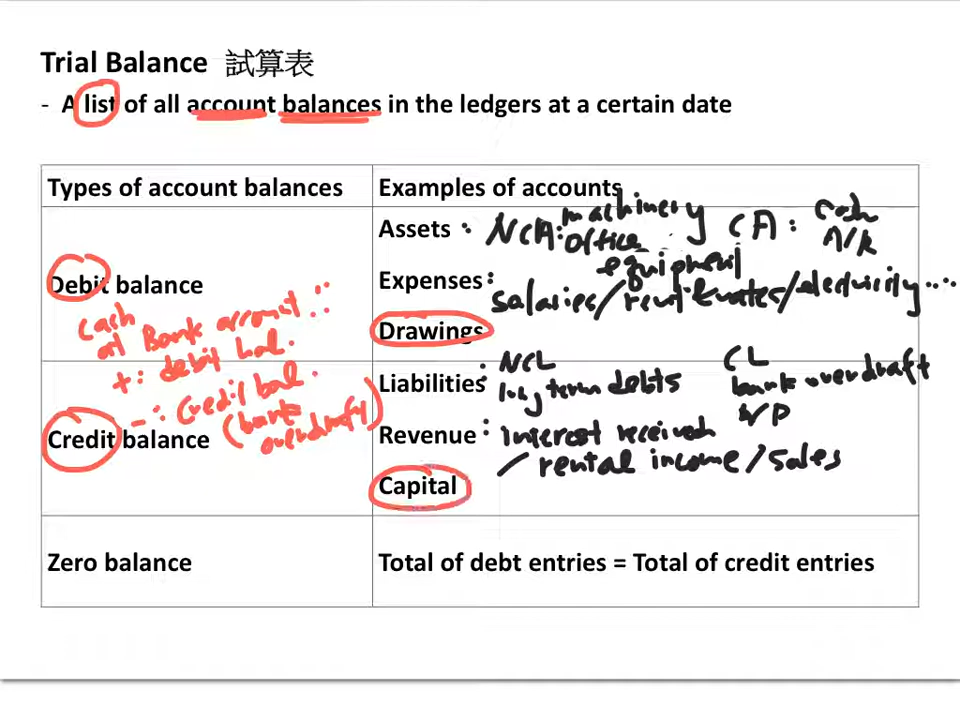 Trial Balance 試算表
- A list of all account balances in the ledgers at a certain date
Types of account balances
Examples of accounts
Debit balance
cash
at Bank account
+: debit bal.
-: Credit bal.
(bank
overdraft)
Assets : NCA: machinery
office
equipment
CA: Cash
A/R
Expenses:
salaries/rent & rates/electricity....
Drawings
Credit balance
Liabilities:
NCL
long term debts
CL
bank overdraft
A/P
Revenue : interest received
/ rental income / sales
Capital
Zero balance
Total of debt entries = Total of credit entries